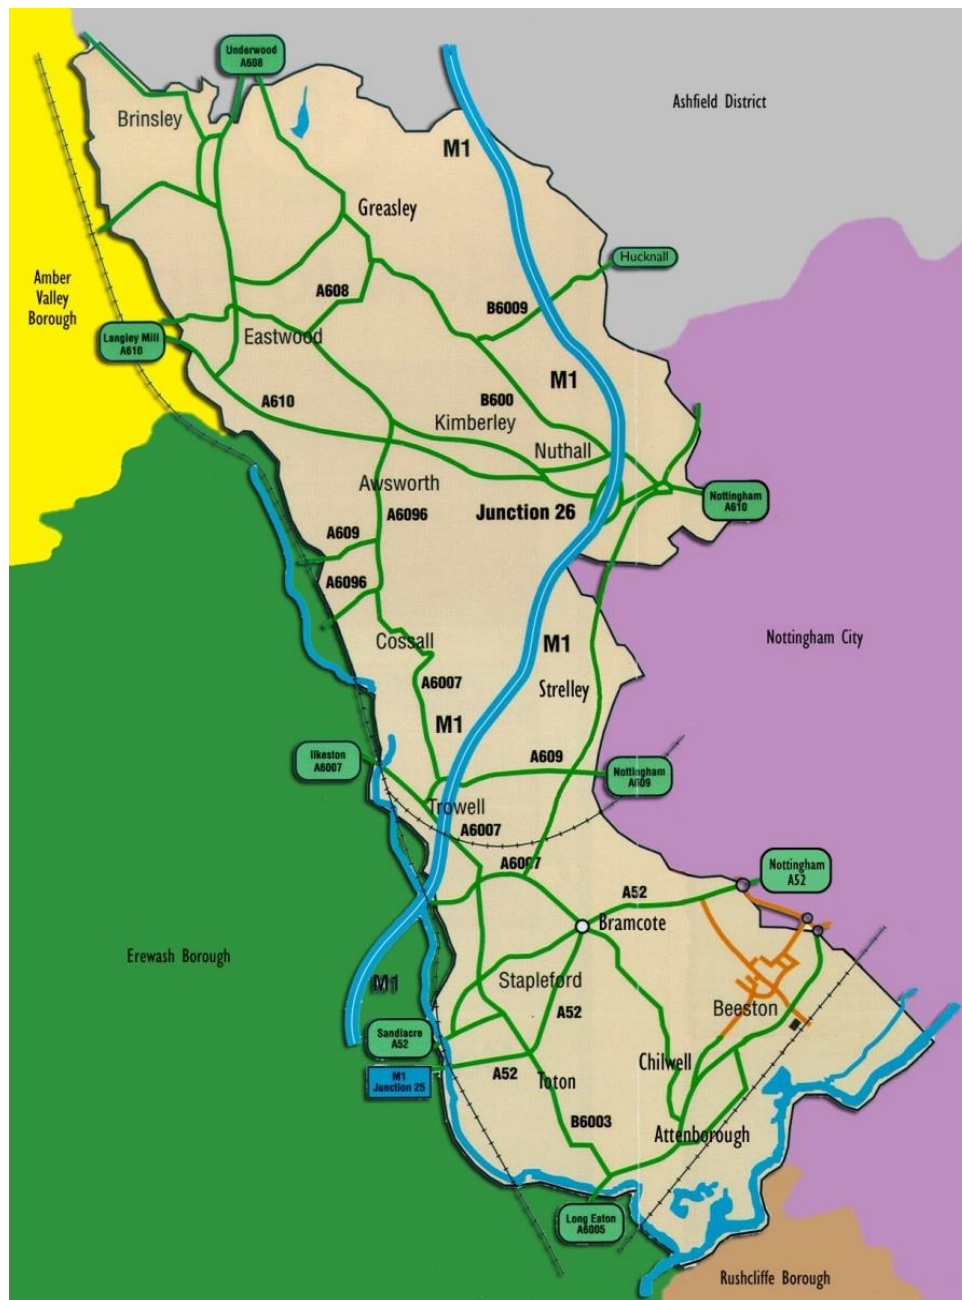 Underwood
A608
Ashfield District
Brinsley
M1
Greasley
Hucknall
Amber
Valley
Borough
A608
B6009
Langley Mill
A610
Eastwood
M1
A610
B600
Kimberley
Nuthall
Awsworth
Nottingham
A610
A6096
Junction 26
A609
A6096
Cossall
M1
Nottingham City
A6007
Strelley
M1
Ilkeston
A6007
A609
Nottingham
A609
Trowell
A6007
A6007
Nottingham
A52
A52
Bramcote
Erewash Borough
M1
Stapleford
A52
Beeston
Sandiacre
A52
Chilwell
M1
Junction 25
A52
Toton
B6003
Attenborough
Long Eaton
A6005
Rushcliffe Borough